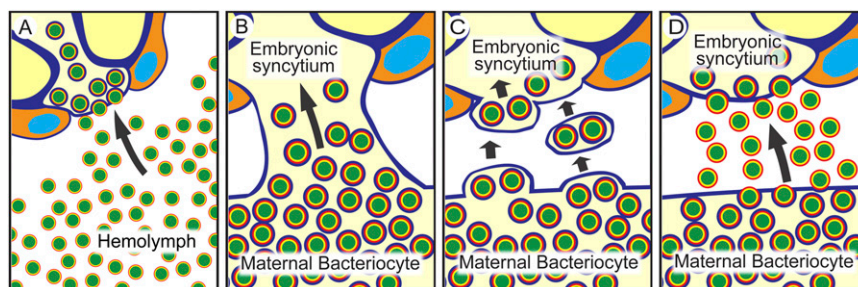 A
B
C
D
Embryonic
syncytium
Embryonic
syncytium
Embryonic
syncytium
Hemolymph
Maternal Bacteriocyte
Maternal Bacteriocyte
Maternal Bacteriocyte